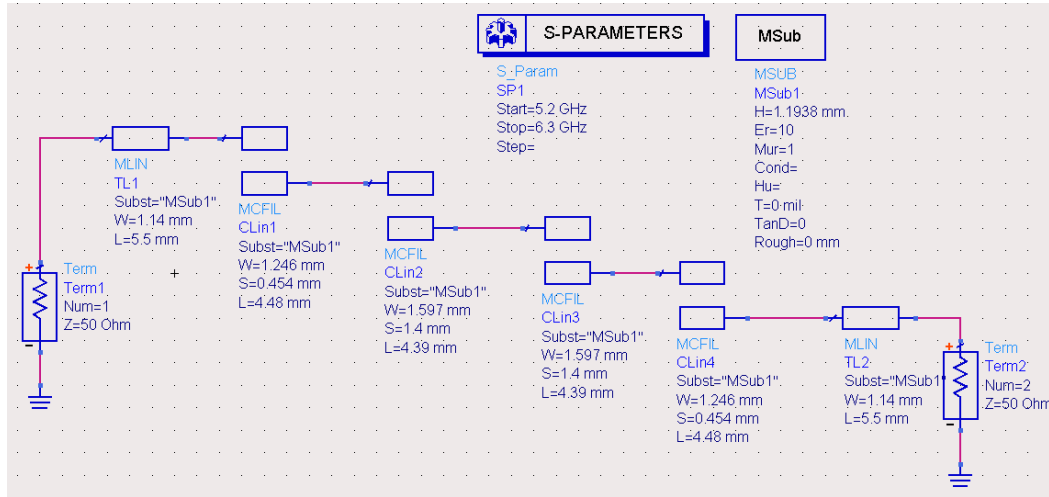 S-PARAMETERS
S_Param
SP1
Start=5.2 GHz
Stop=6.3 GHz
Step=
MSub
MSUB
MSub1
H=1.1938 mm
Er=10
Mur=1
Cond=
Hu=
T=0 mil
TanD=0
Rough=0 mm
MLIN
TL1
Subst="MSub1"
W=1.14 mm
L=5.5 mm
MCFIL
CLin1
Subst="MSub1"
W=1.246 mm
S=0.454 mm
L=4.48 mm
MCFIL
CLin2
Subst="MSub1"
W=1.597 mm
S=1.4 mm
L=4.39 mm
MCFIL
CLin3
Subst="MSub1"
W=1.597 mm
S=1.4 mm
L=4.39 mm
MCFIL
CLin4
Subst="MSub1"
W=1.246 mm
S=0.454 mm
L=4.48 mm
MLIN
TL2
Subst="MSub1"
W=1.14 mm
L=5.5 mm
+
Term
Term1
Num=1
Z=50 Ohm
-
+
Term
Term2
Num=2
Z=50 Ohm
-